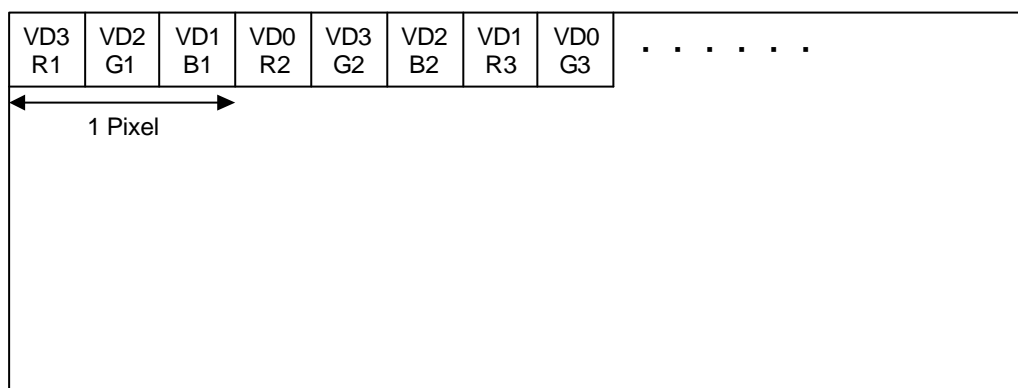 VD3 VD2 VD1 VD0 VD3 VD2 VD1 VD0 . . . . . .
R1 G1 B1 R2 G2 B2 R3 G3
1 Pixel